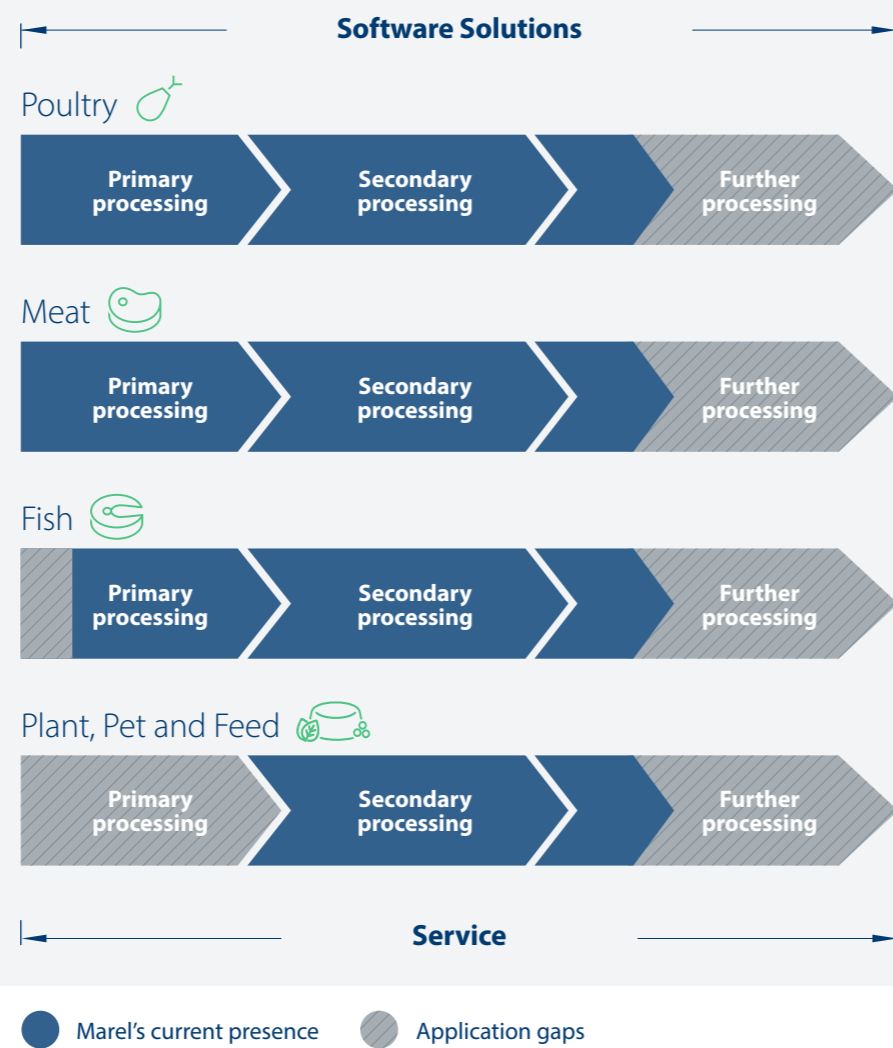 Software Solutions
Poultry
Primary
processing
Secondary
processing
Further
processing
Meat
Primary
processing
Secondary
processing
Further
processing
Fish
Primary
processing
Secondary
processing
Further
processing
Plant, Pet and Feed
Primary
processing
Secondary
processing
Further
processing
Service
Marel's current presence
Application gaps